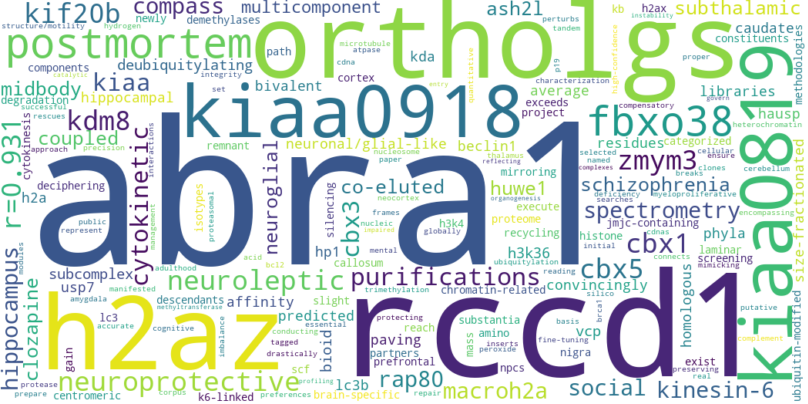 compass
multicomponent
ash2l
kb
h2ax
structure/motility
hydrogen
kif20b
newly
demethylases
subthalamic
instability
postmortem
orthologs
microtubule
atpase
tandem
path
cdna
p19
high-confidence
quantitative
caudate
constituents
methodologies
components
deubiquitylating
kda
cortex
characterization
perturbs
proper
midbody
kiaa
bivalent
average
libraries
hausp
hippocampal
set
integrity
catalytic
entry
degradation
successful
rescues
kdm8
kiaa0918
exceeds
project
fbxo38
heterochromatin
compensatory
govern
r=0.931
cytokinesis
approach
precision
coupled
remnant
neuronal/glial-like
beclin1
residues
categorized
cellular
ensure
breaks
clones
mental
h2a
deciphering
interactions
nucleosome
paper
thalamus
reflecting
complexes
selected
named
zmym3
deficiency
myeloproliferative
public
represent
abra1
mirroring
huwe1
searches
encompassing
schizophrenia
kiaa0819
size-fractionated
cytokinetic
management
isotypes
proteasomal
neuroglial
silencing
co-eluted
neocortex
organogenesis
execute
proteome
spectrometry
cbx3
frames
nucleic
impaired
h3k4
recycling
jmjc-containing
cdnas
cerebellum
hp1
globally
ubiquitylation
histone
initial
cbx1
phyla
hippocampus
modules
subcomplex
adulthood
callosum
h3k36
reading
laminar
screening
mimicking
usp7
acid
bcl2
neuroleptic
purifications
cbx5
convincingly
silico
brca1
homologous
clozapine
amygdala
manifested
methyltransferase
trimethylation
chromatin-related
descendants
affinity
predicted
slight
vcp
basis
fine-tuning
putative
complement
connects
h2az
lc3
accurate
cognitive
imbalance
conducting
essential
paving
reach
substantia
amino
inserts
peroxide
rccd1
gain
tagged
drastically
bioid
partners
prefrontal
mass
nigra
exist
preserving
real
protease
prepare
neuroprotective
scf
profiling
lc3b
protecting
npcs
rap80
macroh2a
social
kinesin-6
centromeric
corpus
k6-linked
preferences
brain-specific
repair
ubiquitin-modified